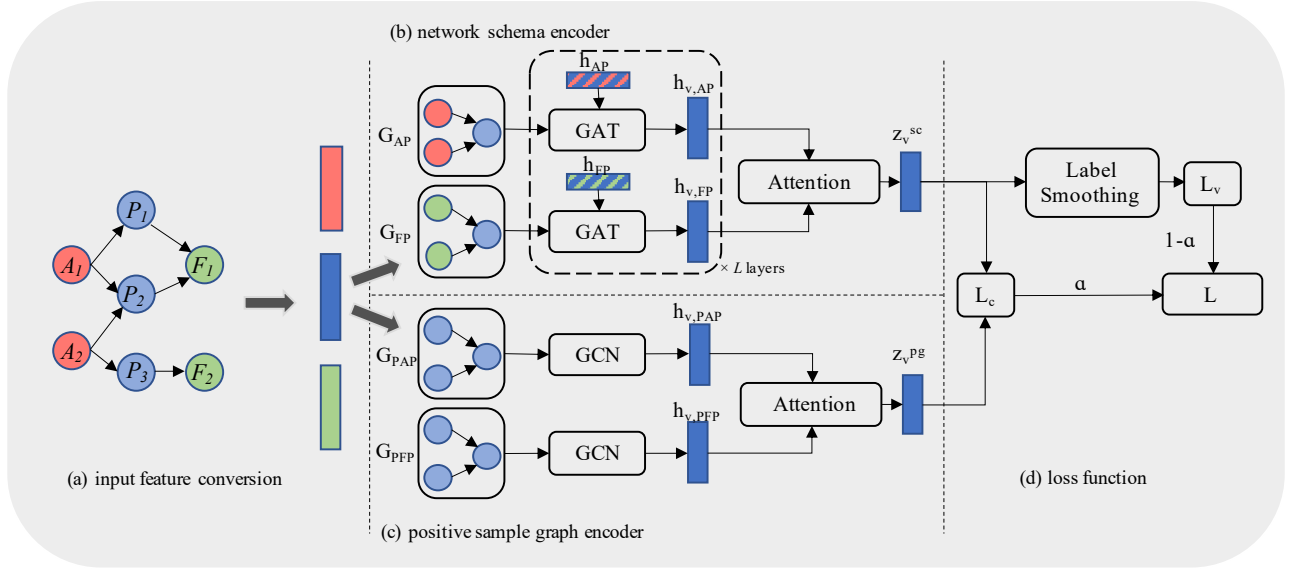 (b) network schema encoder
h_AP
h_v,AP
G_AP
GAT
z_v^sc
h_FP
Attention
Label
Smoothing
L_v
h_v,FP
G_FP
GAT
× L layers
1-α
P_1
A_1
F_1
P_2
A_2
P_3
F_2
L_c
α
L
h_v,PAP
G_PAP
GCN
z_v^pg
Attention
h_v,PFP
G_PFP
GCN
(a) input feature conversion
(d) loss function
(c) positive sample graph encoder